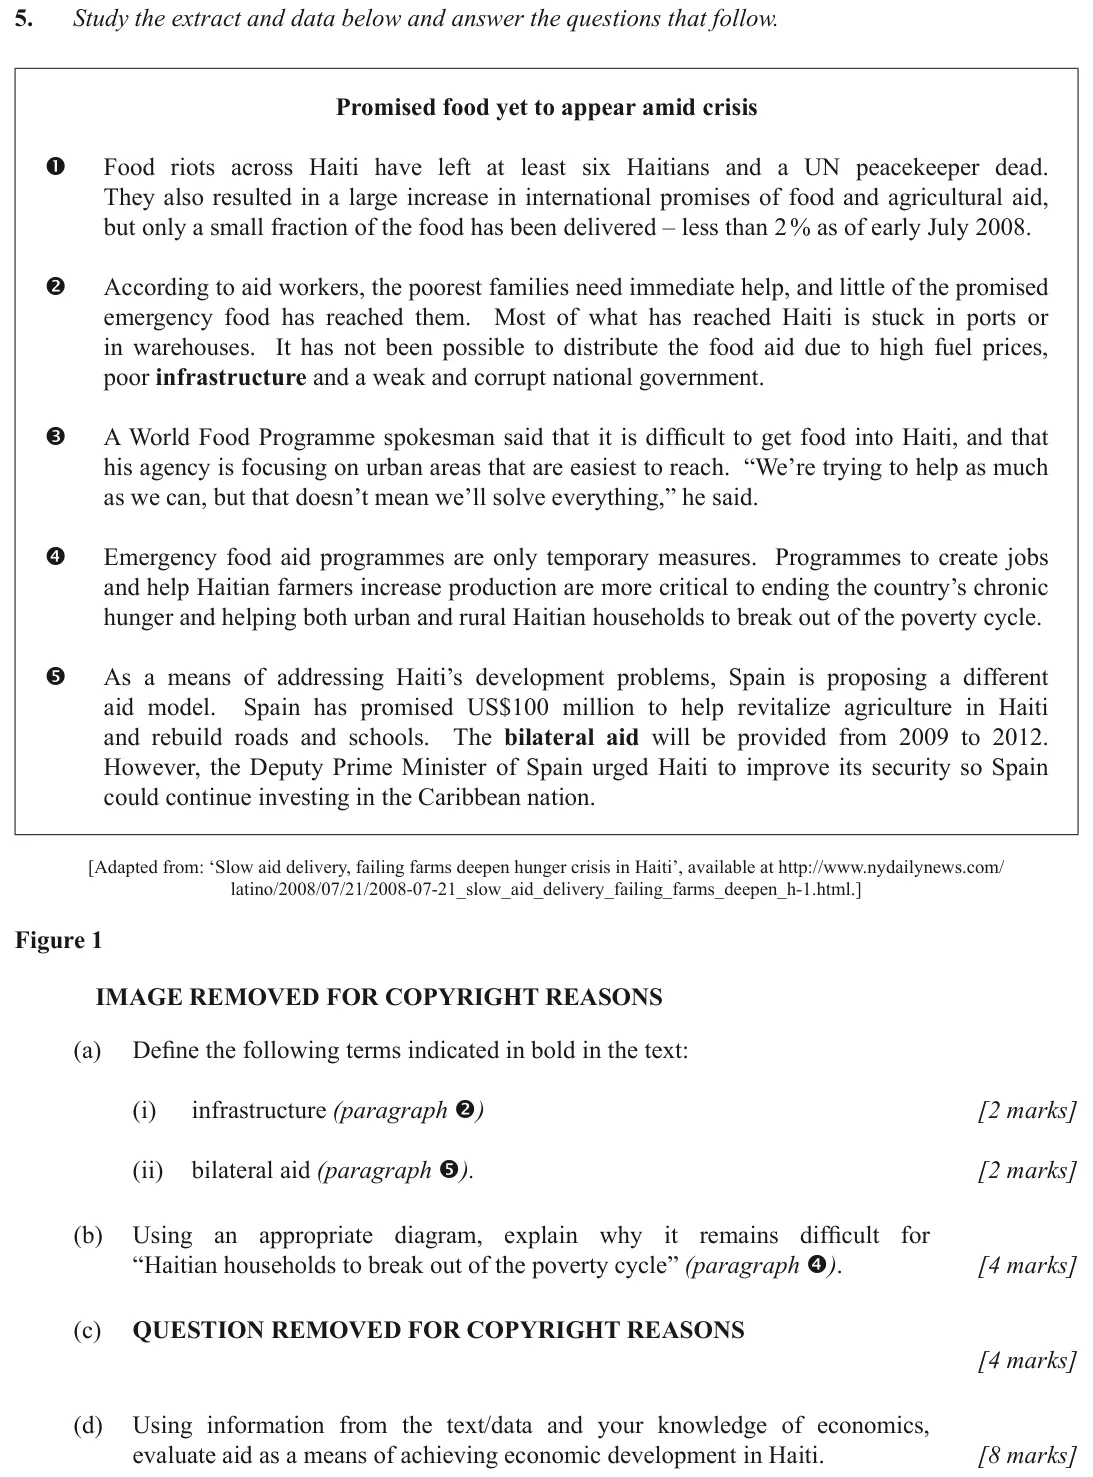 5. Study the extract and data below and answer the questions that follow.
Promised food yet to appear amid crisis
❶ Food riots across Haiti have left at least six Haitians and a UN peacekeeper dead.
They also resulted in a large increase in international promises of food and agricultural aid,
but only a small fraction of the food has been delivered – less than 2 % as of early July 2008.
❷ According to aid workers, the poorest families need immediate help, and little of the promised
emergency food has reached them. Most of what has reached Haiti is stuck in ports or
in warehouses. It has not been possible to distribute the food aid due to high fuel prices,
poor infrastructure and a weak and corrupt national government.
❸ A World Food Programme spokesman said that it is difficult to get food into Haiti, and that
his agency is focusing on urban areas that are easiest to reach. “We’re trying to help as much
as we can, but that doesn’t mean we’ll solve everything,” he said.
❹ Emergency food aid programmes are only temporary measures. Programmes to create jobs
and help Haitian farmers increase production are more critical to ending the country’s chronic
hunger and helping both urban and rural Haitian households to break out of the poverty cycle.
❺ As a means of addressing Haiti’s development problems, Spain is proposing a different
aid model. Spain has promised US$100 million to help revitalize agriculture in Haiti
and rebuild roads and schools. The bilateral aid will be provided from 2009 to 2012.
However, the Deputy Prime Minister of Spain urged Haiti to improve its security so Spain
could continue investing in the Caribbean nation.
[Adapted from: ‘Slow aid delivery, failing farms deepen hunger crisis in Haiti’, available at http://www.nydailynews.com/
latino/2008/07/21/2008-07-21_slow_aid_delivery_failing_farms_deepen_h-1.html.]
Figure 1
IMAGE REMOVED FOR COPYRIGHT REASONS
(a) Define the following terms indicated in bold in the text:
(i) infrastructure (paragraph ❷) [2 marks]
(ii) bilateral aid (paragraph ❺). [2 marks]
(b) Using an appropriate diagram, explain why it remains difficult for
“Haitian households to break out of the poverty cycle” (paragraph ❹). [4 marks]
(c) QUESTION REMOVED FOR COPYRIGHT REASONS
[4 marks]
(d) Using information from the text/data and your knowledge of economics,
evaluate aid as a means of achieving economic development in Haiti. [8 marks]